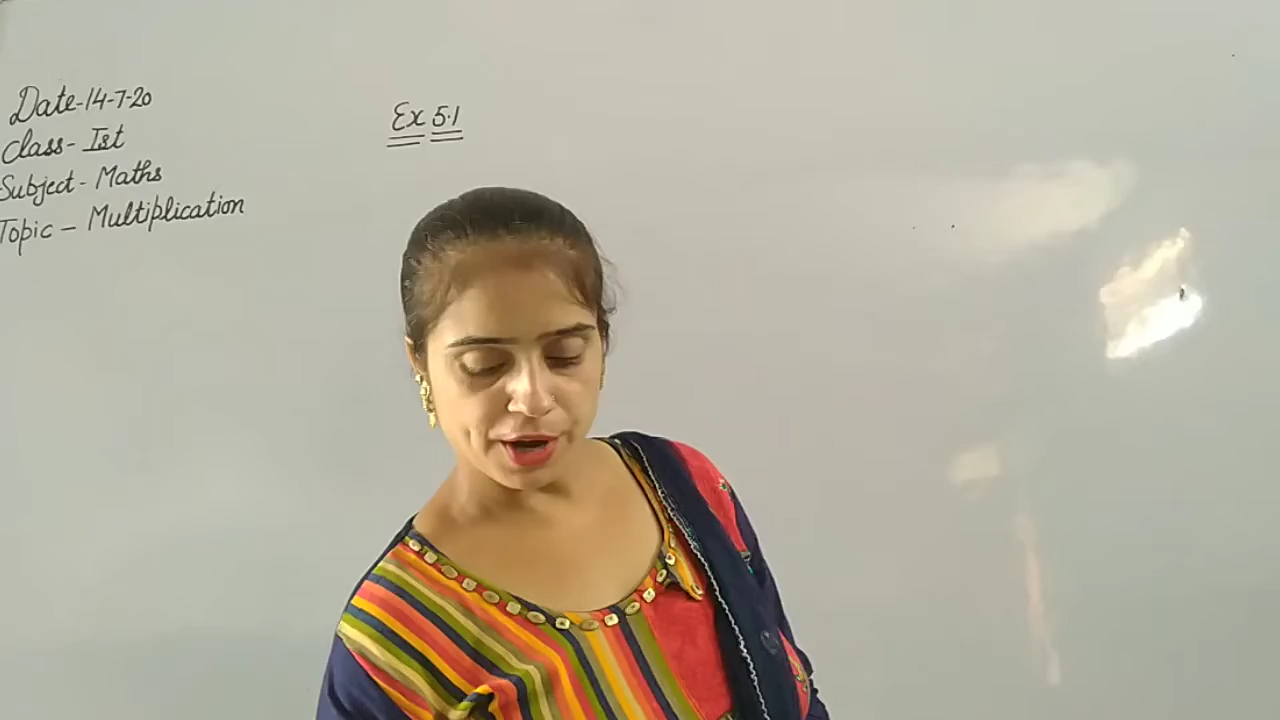 Date-14-7-20
Class- Ist
Subject- Maths
Topic - Multiplication
Ex 5.1